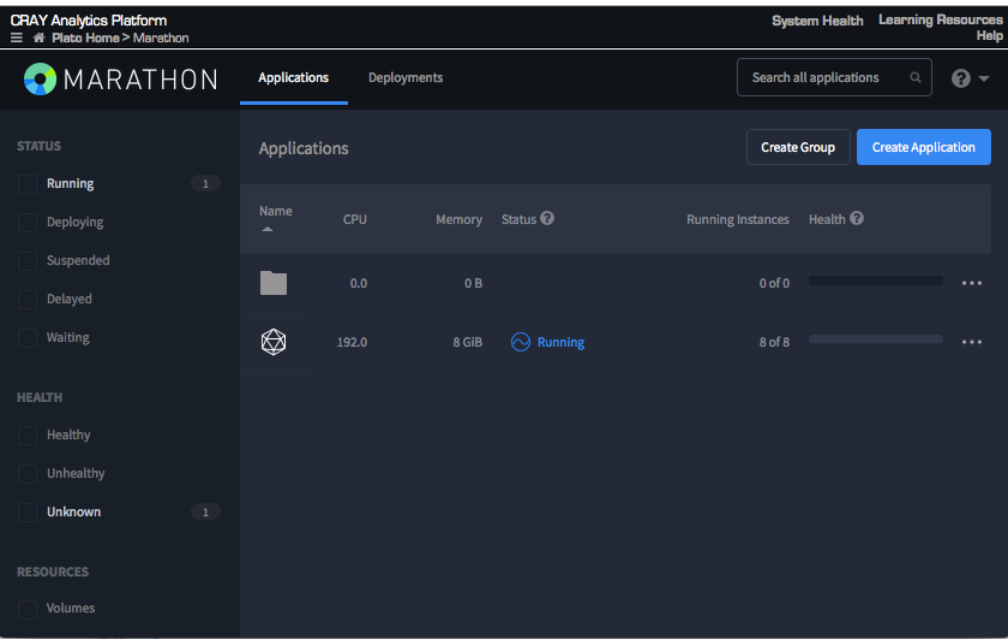 CRAY Analytics Platform
System Health Learning Resources
Plato Home > Marathon
Help
MARATHON
Applications
Deployments
Search all applications
?
STATUS
Running 1
Deploying
Suspended
Delayed
Waiting
HEALTH
Healthy
Unhealthy
Unknown 1
RESOURCES
Volumes
Applications
Create Group
Create Application
Name CPU Memory Status ? Running Instances Health ?
0.0 0 B 0 of 0
192.0 8 GiB Running 8 of 8